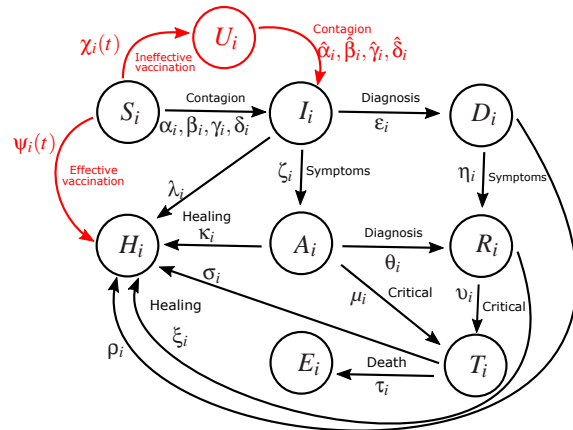 χᵢ(t)
Uᵢ
Ineffective
vaccination
Contagion
α̂ᵢ, β̂ᵢ, γ̂ᵢ, δ̂ᵢ
Sᵢ
Contagion
αᵢ, βᵢ, γᵢ, δᵢ
Iᵢ
Diagnosis
εᵢ
Dᵢ
ψᵢ(t)
Effective
vaccination
λᵢ
ζᵢ
Symptoms
ηᵢ
Symptoms
Hᵢ
Healing
κᵢ
Aᵢ
Diagnosis
θᵢ
Rᵢ
σᵢ
μᵢ
Critical
υᵢ
Critical
Healing
ρᵢ
ξᵢ
Eᵢ
Death
τᵢ
Tᵢ